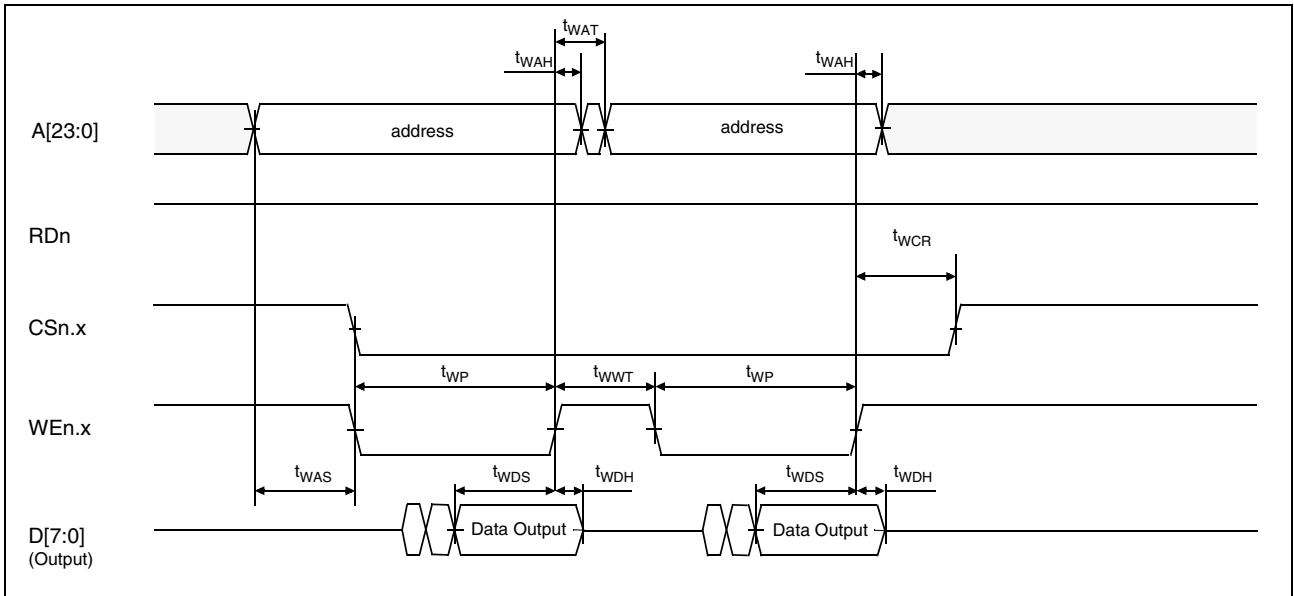 tWAT
tWAH
tWAH
A[23:0]
address
address
RDn
tWCR
CSn.x
tWP
tWWT
tWP
WEn.x
tWAS
tWDS
tWDH
tWDS
tWDH
D[7:0]
Data Output
Data Output
(Output)